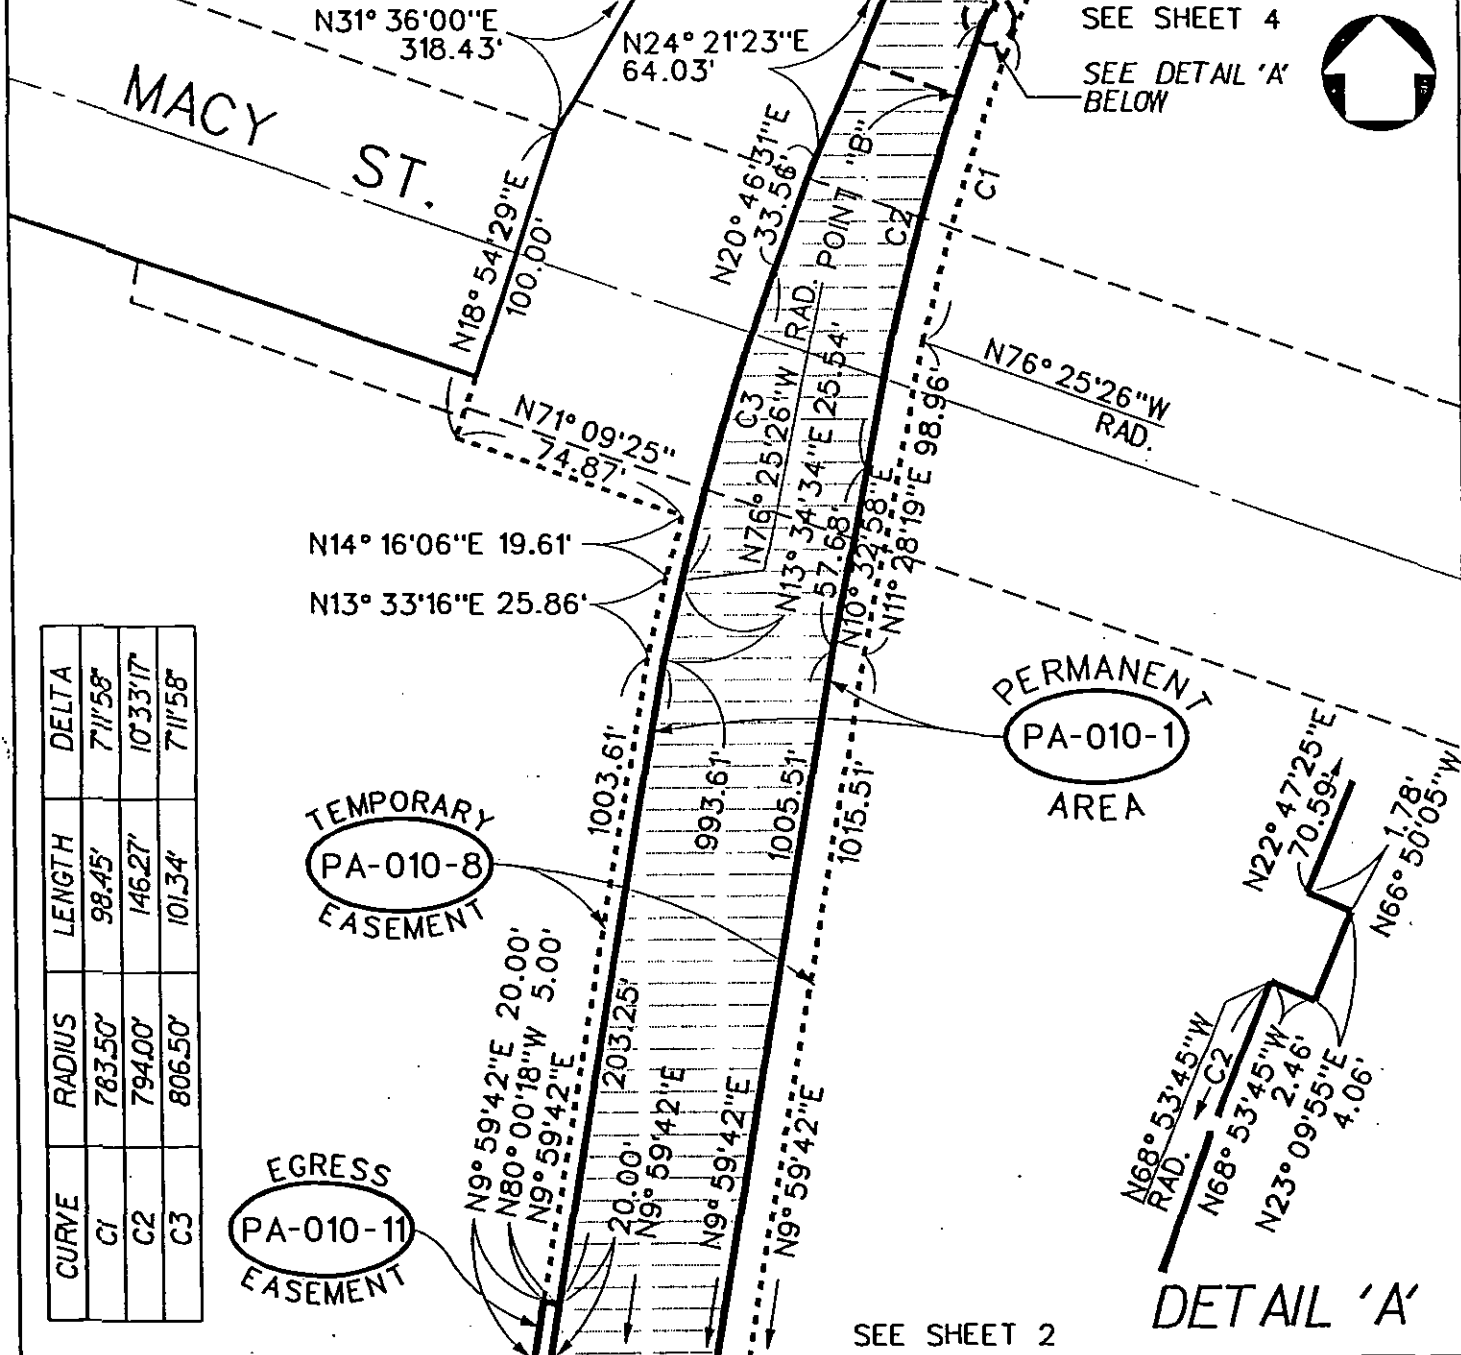 N31° 36'00"E
318.43'
N24° 21'23"E
64.03'
SEE SHEET 4
SEE DETAIL 'A'
BELOW
MACY ST.
N18° 54'29"E
100.00'
N20° 46'31"E
33.56'
POINT "B"
C2
C1
N76° 25'26"W
RAD.
N71° 09'25"
74.87'
C3
N76° 25'26"W RAD.
N13° 34'34"E 25.54'
57.68'
N10° 32'58"E
N11° 28'19"E 98.96'
N14° 16'06"E 19.61'
N13° 33'16"E 25.86'
PERMANENT
PA-010-1
AREA
TEMPORARY
PA-010-8
EASEMENT
1003.61'
993.61'
1005.51'
1015.51'
CURVE RADIUS LENGTH DELTA
C1 783.50' 98.45' 7°11'58"
C2 794.00' 146.27' 10°33'17"
C3 806.50' 101.34' 7°11'58"
N9° 59'42"E 20.00'
N80° 00'18"W 5.00'
N9° 59'42"E
203.25'
20.00'
N9° 59'42"E
N9° 59'42"E
N9° 59'42"E
EGRESS
PA-010-11
EASEMENT
N22° 47'25"E
70.59'
1.78'
N66° 50'05"W
N68° 53'45"W
RAD.
C2
N68° 53'45"W
2.46'
N23° 09'55"E
4.06'
DETAIL 'A'
SEE SHEET 2